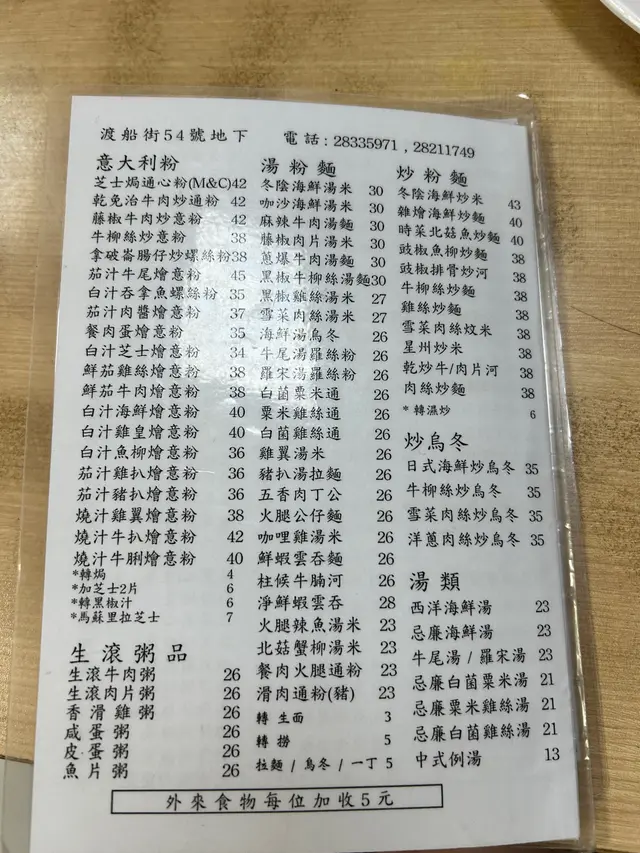 渡船街54號地下 電話:28335971,28211749
意大利粉
芝士焗通心粉(M&C)42
乾免治牛肉炒通粉 42
藤椒牛肉炒意粉 42
牛柳絲炒意粉 38
拿破崙腸仔炒螺絲粉38
茄汁牛尾燴意粉 45
白汁吞拿魚螺絲粉 35
茄汁肉醬燴意粉 37
餐肉蛋燴意粉 35
白汁芝士燴意粉 34
鮮茄雞絲燴意粉 38
鮮茄牛肉燴意粉 38
白汁海鮮燴意粉 40
白汁雞皇燴意粉 40
白汁魚柳燴意粉 36
茄汁雞扒燴意粉 36
茄汁豬扒燴意粉 36
燒汁雞翼燴意粉 38
燒汁牛扒燴意粉 42
燒汁牛脷燴意粉 40
*轉焗 4
*加芝士2片 6
*轉黑椒汁 6
*馬蘇里拉芝士 7
生滾粥品
生滾牛肉粥 26
生滾肉片粥 26
香滑雞粥 26
咸蛋粥 26
皮蛋粥 26
魚片粥 26
湯粉麵
冬陰海鮮湯米 30
咖沙海鮮湯米 30
麻辣牛肉湯麵 30
藤椒肉片湯米 30
蔥爆牛肉湯麵 30
黑椒牛柳絲湯麵30
黑椒雞絲湯米 27
雪菜肉絲湯米 27
海鮮湯烏冬 26
牛尾湯羅絲粉 26
羅宋湯羅絲粉 26
白菌粟米通 26
粟米雞絲通 26
白菌雞絲通 26
雞翼湯米 26
豬扒湯拉麵 26
五香肉丁公 26
火腿公仔麵 26
咖哩雞湯米 26
鮮蝦雲吞麵 26
柱候牛腩河 26
淨鮮蝦雲吞 28
火腿辣魚湯米 23
北菇蟹柳湯米 23
餐肉火腿通粉 23
滑肉通粉(豬) 23
轉 生面 3
轉 撈 5
拉麵 / 烏冬 / 一丁 5
炒粉麵
冬陰海鮮炒米 43
雜燴海鮮炒麵 40
時菜北菇魚炒麵 40
豉椒魚柳炒麵 38
豉椒排骨炒河 38
牛柳絲炒麵 38
雞絲炒麵 38
雪菜肉絲炆米 38
星州炒米 38
乾炒牛/肉片河 38
肉絲炒麵 38
* 轉濕炒 6
炒烏冬
日式海鮮炒烏冬 35
牛柳絲炒烏冬 35
雪菜肉絲炒烏冬 35
洋蔥肉絲炒烏冬 35
湯類
西洋海鮮湯 23
忌廉海鮮湯 23
牛尾湯/羅宋湯 23
忌廉白菌粟米湯 21
忌廉粟米雞絲湯 21
忌廉白菌雞絲湯 21
中式例湯 13
外來食物每位加收5元